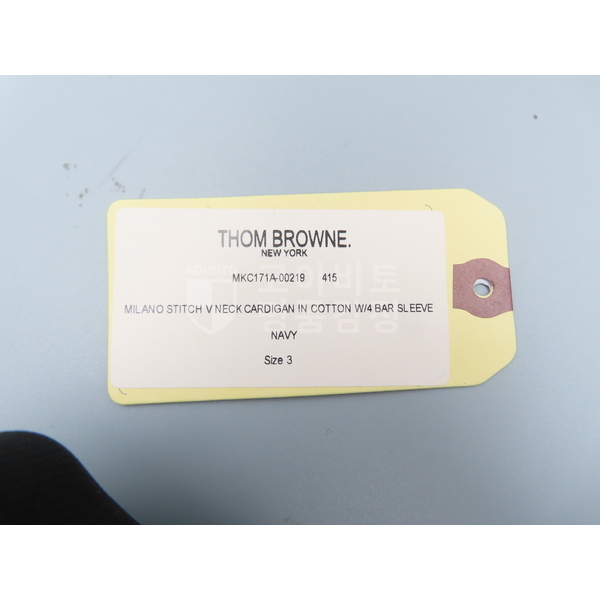 THOM BROWNE.
NEW YORK
MKC171A-00219 415
MILANO STITCH V NECK CARDIGAN IN COTTON W/4 BAR SLEEVE
NAVY
Size 3